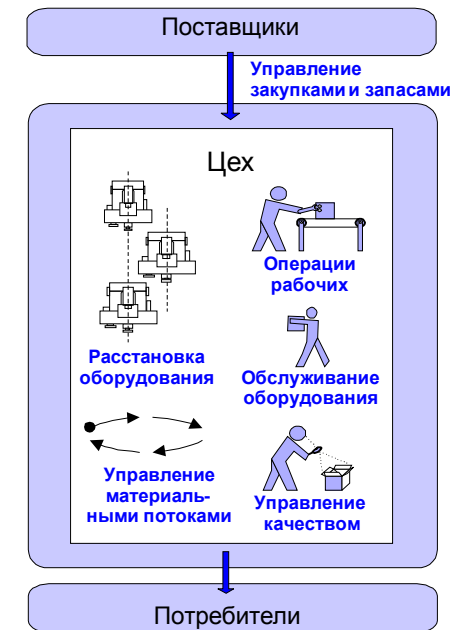 Поставщики
Управление
закупками и запасами
Цех
Операции
рабочих
Расстановка
оборудования
Обслуживание
оборудования
Управление
материаль-
ными потоками
Управление
качеством
Потребители